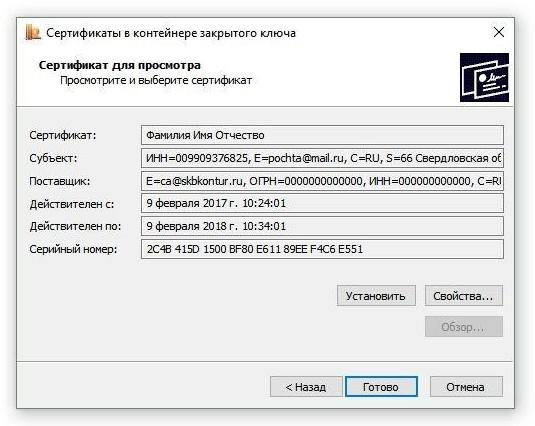 Сертификаты в контейнере закрытого ключа
Сертификат для просмотра
Просмотрите и выберите сертификат
Сертификат: Фамилия Имя Отчество
Субъект: ИНН=009909376825, E=pochta@mail.ru, C=RU, S=66 Свердловская об
Поставщик: E=ca@skbkontur.ru, ОГРН=0000000000000, ИНН=000000000000, C=RU
Действителен с: 9 февраля 2017 г. 10:24:01
Действителен по: 9 февраля 2018 г. 10:34:01
Серийный номер: 2C4B 415D 1500 BF80 E611 89EE F4C6 E551
Установить Свойства...
Обзор...
< Назад Готово Отмена